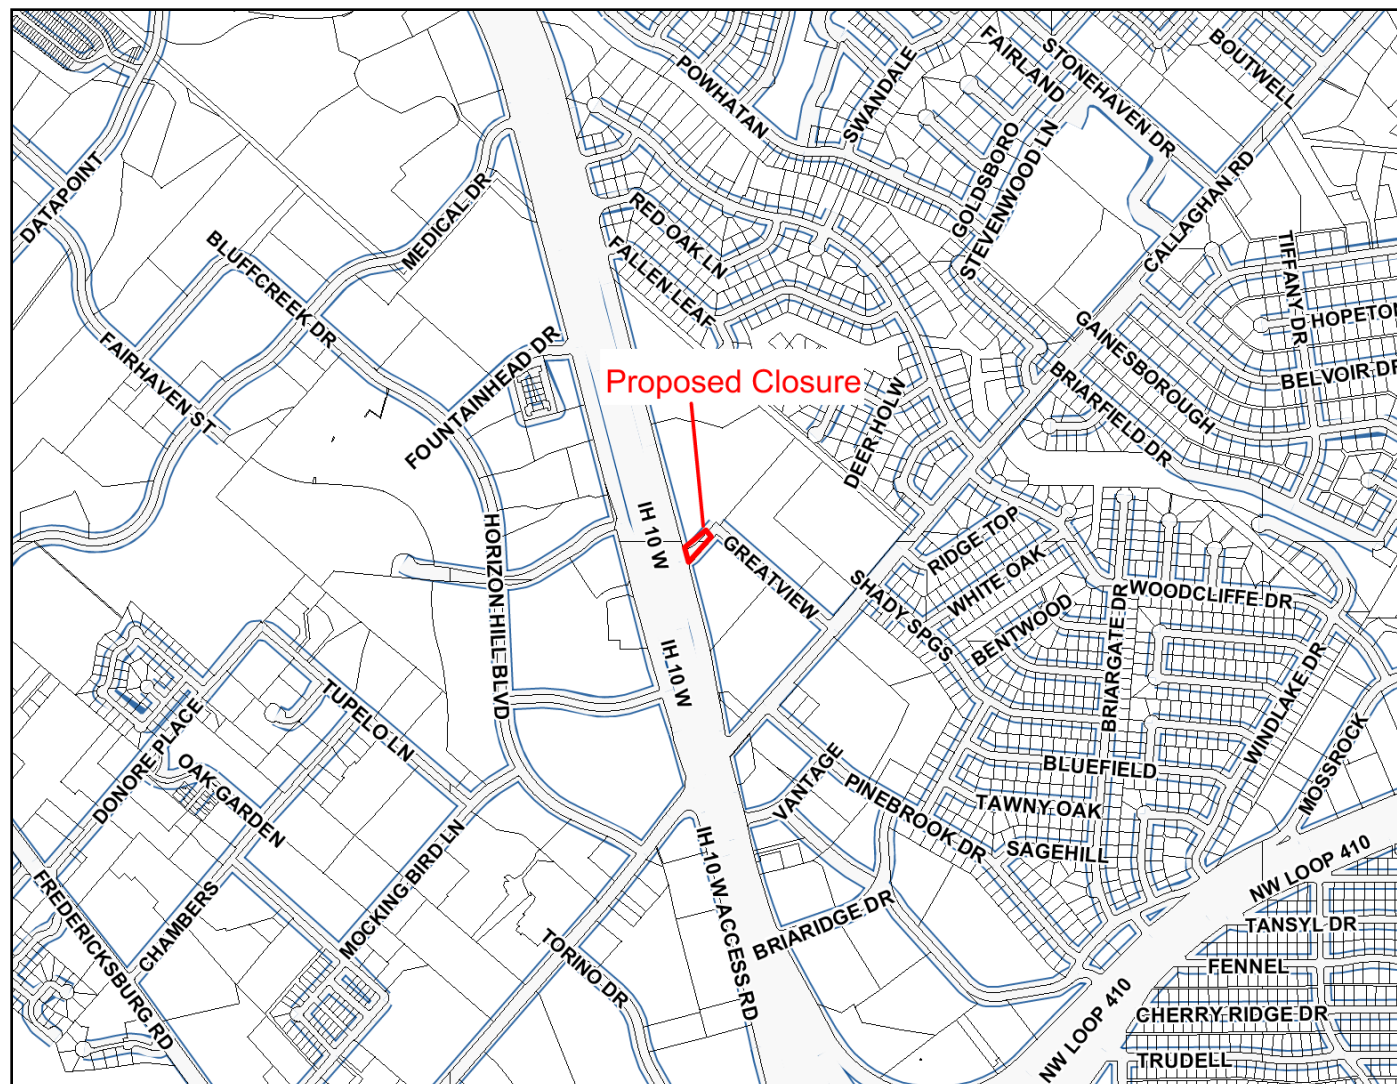 POWHATAN
SWANDALE
FAIRLAND
STONEHAVEN DR
BOUTWELL
DATAPOINT
MEDICAL DR
GOLDSBORO
STEVENWOOD LN
CALLAGHAN RD
BLUFFCREEK DR
RED OAK LN
FALLEN LEAF
TIFFANY DR
HOPETON
GAINESBOROUGH
BELVOIR DR
FAIRHAVEN ST
FOUNTAINHEAD DR
Proposed Closure
DEER HOLW
BRIARFIELD DR
IH 10 W
HORIZON HILL BLVD
GREATVIEW
RIDGE TOP
WHITE OAK
SHADY SPGS
BENTWOOD
WOODCLIFFE DR
BRIARGATE DR
IH 10 W
WINDLAKE DR
TUPELO LN
DONORE PLACE
OAK GARDEN
VANTAGE
PINEBROOK DR
BLUEFIELD
MOSSROCK
TAWNY OAK
SAGEHILL
MOCKING BIRD LN
IH 10 W ACCESS RD
FREDERICKSBURG RD
CHAMBERS
BRIARIDGE DR
NW LOOP 410
TANSYL DR
TORINO DR
FENNEL
NW LOOP 410
CHERRY RIDGE DR
TRUDELL